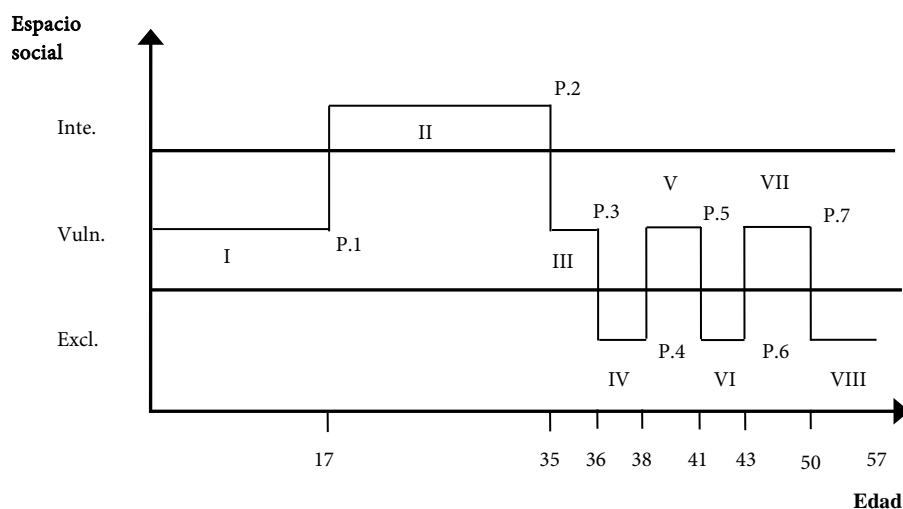 Espacio
social
P.2
Inte.
II
V
VII
P.3
P.5
P.7
Vuln.
P.1
I
III
Excl.
P.4
P.6
IV
VI
VIII
17
35
36
38
41
43
50
57
Edad